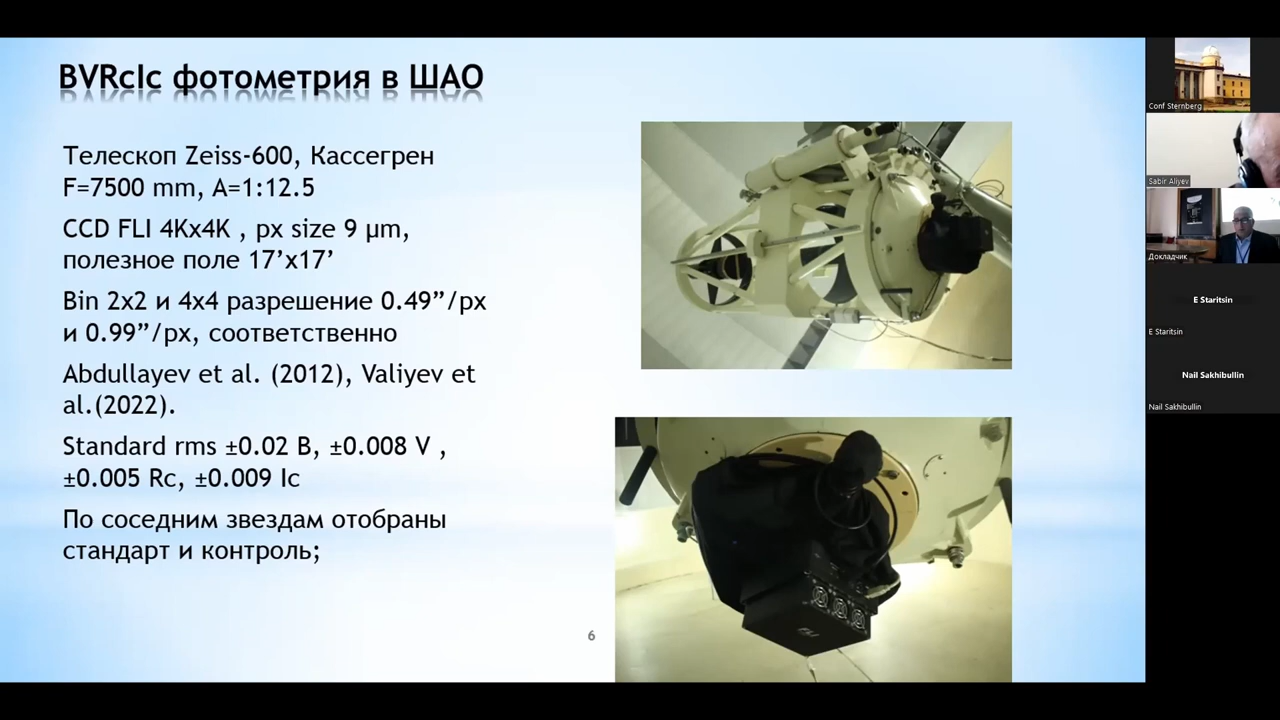 BVRcIc фотометрия в ШАО
Телескоп Zeiss-600, Кассегрен
F=7500 mm, A=1:12.5
CCD FLI 4Kx4K , px size 9 µm,
полезное поле 17’x17’
Bin 2x2 и 4x4 разрешение 0.49”/px
и 0.99”/px, соответственно
Abdullayev et al. (2012), Valiyev et
al.(2022).
Standard rms ±0.02 B, ±0.008 V ,
±0.005 Rc, ±0.009 Ic
По соседним звездам отобраны
стандарт и контроль;
6
Conf Sternberg
Sabir Aliyev
Докладчик
E Staritsin
E Staritsin
Nail Sakhibullin
Nail Sakhibullin